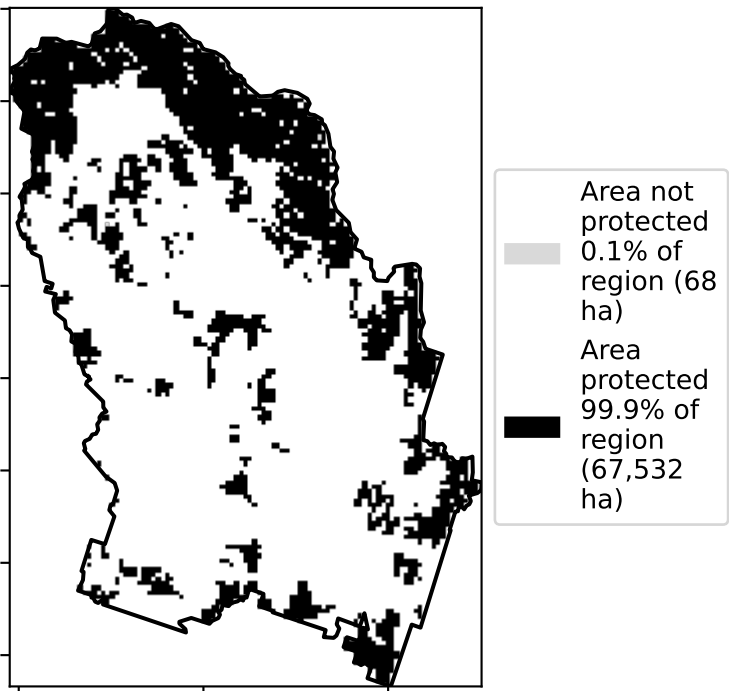 Area not
protected
0.1% of
region (68
ha)
Area
protected
99.9% of
region
(67,532
ha)